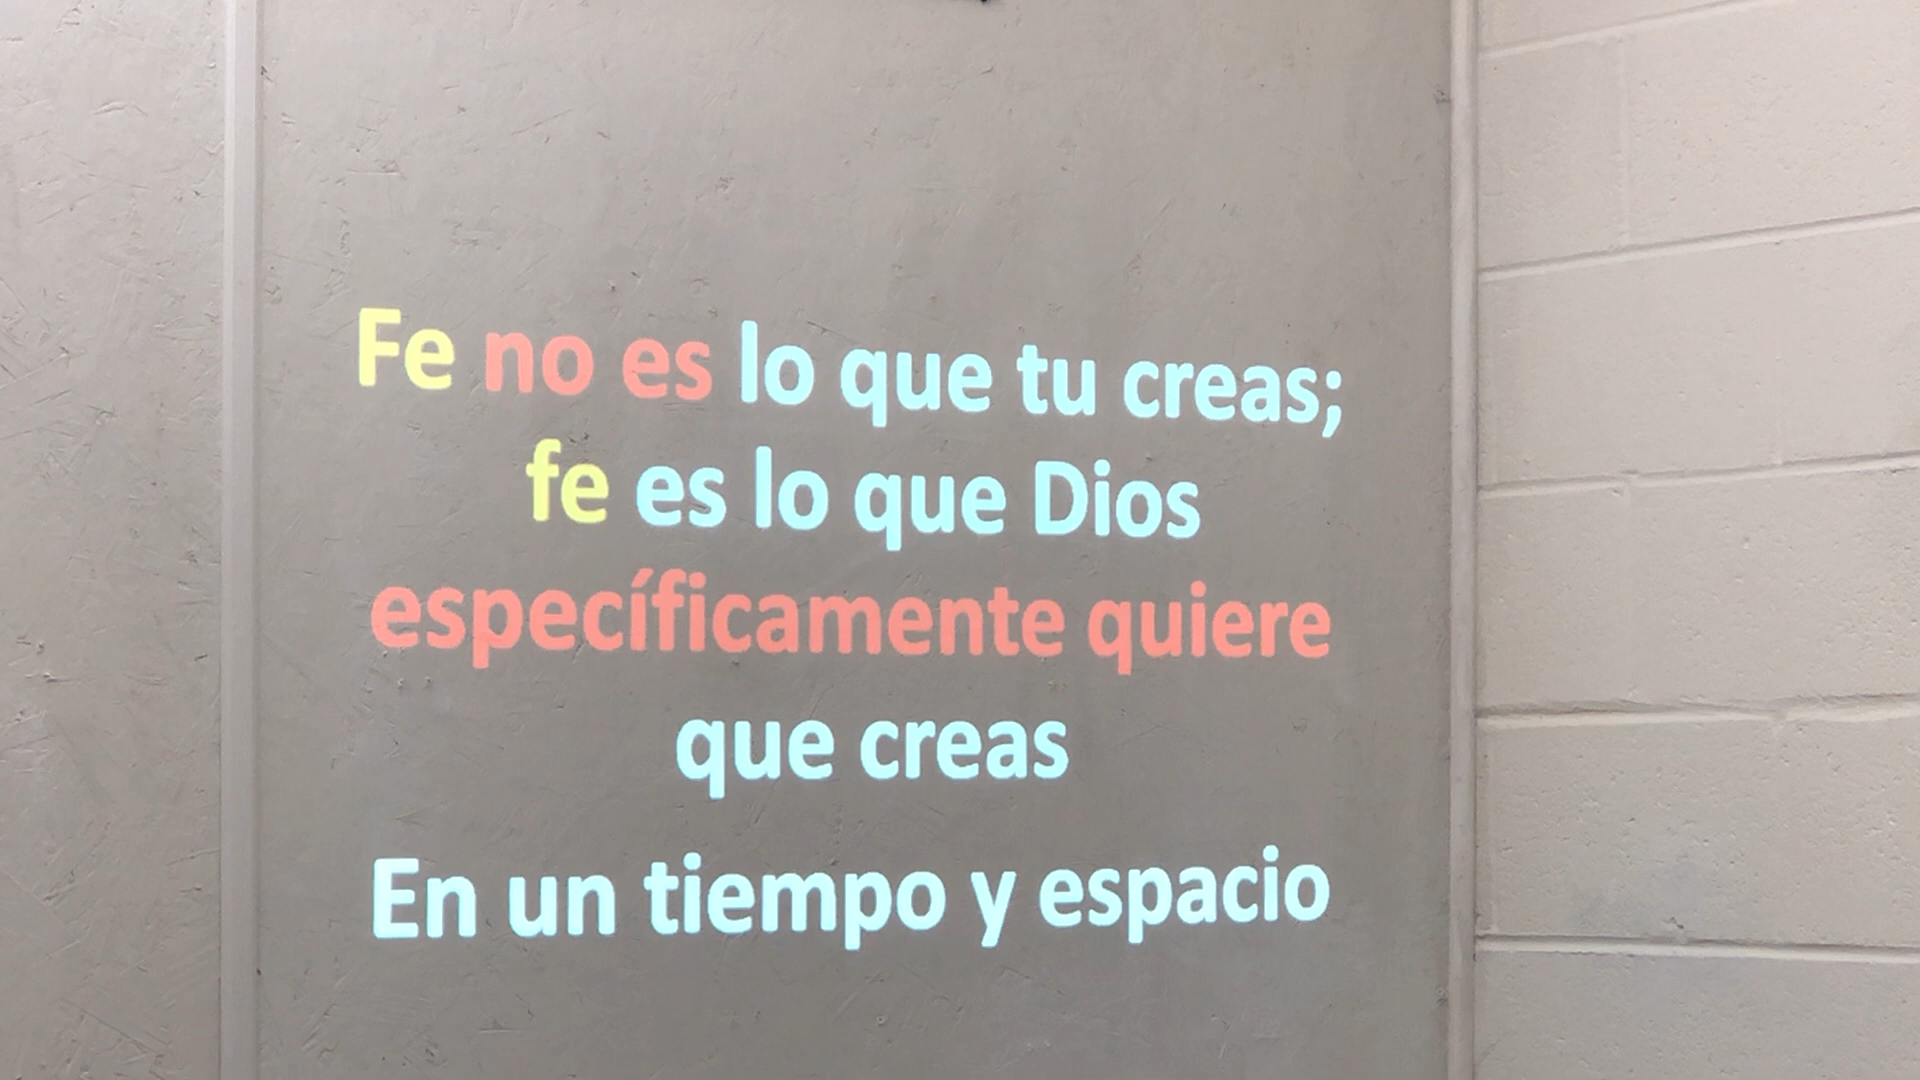 Fe no es lo que tu creas;
fe es lo que Dios
específicamente quiere
que creas
En un tiempo y espacio